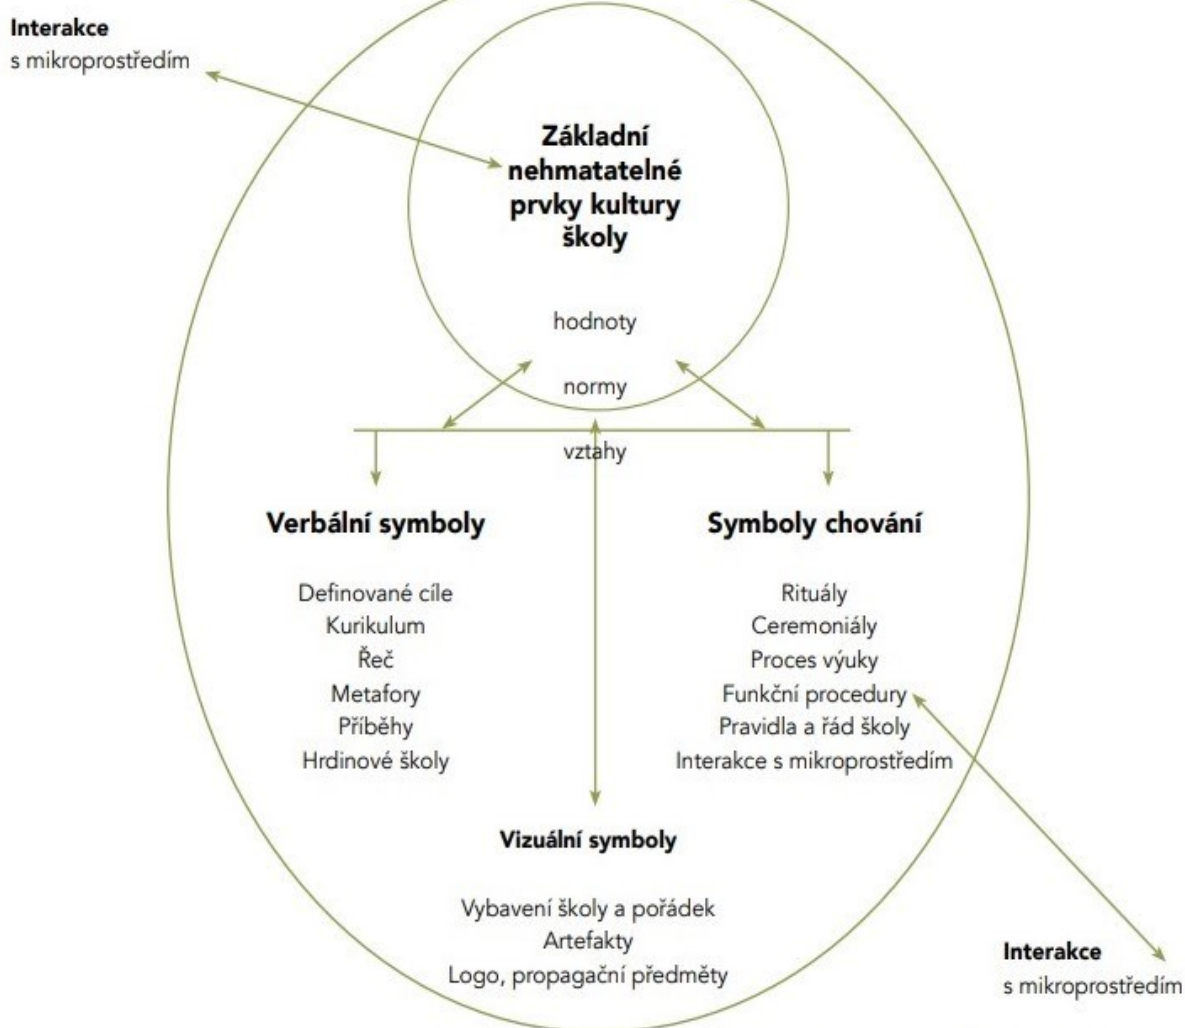 Interakce
s mikroprostředím
Základní
nehmatatelné
prvky kultury
školy
hodnoty
normy
vztahy
Verbální symboly
Definované cíle
Kurikulum
Řeč
Metafory
Příběhy
Hrdinové školy
Symboly chování
Rituály
Ceremoniály
Proces výuky
Funkční procedury
Pravidla a řád školy
Interakce s mikroprostředím
Vizuální symboly
Vybavení školy a pořádek
Artefakty
Logo, propagační předměty
Interakce
s mikroprostředím